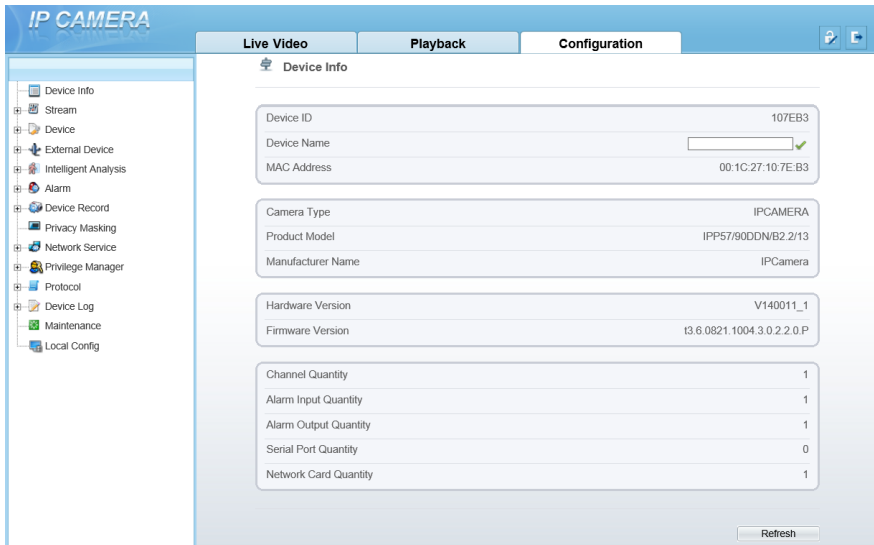 IP CAMERA
Live Video Playback Configuration
Device Info
Device Info
Stream
Device
External Device
Intelligent Analysis
Alarm
Device Record
Privacy Masking
Network Service
Privilege Manager
Protocol
Device Log
Maintenance
Local Config
Device ID 107EB3
Device Name
MAC Address 00:1C:27:10:7E:B3
Camera Type IPCAMERA
Product Model IPP57/90DDN/B2.2/13
Manufacturer Name IPCamera
Hardware Version V140011_1
Firmware Version t3.6.0821.1004.3.0.2.2.0.P
Channel Quantity 1
Alarm Input Quantity 1
Alarm Output Quantity 1
Serial Port Quantity 0
Network Card Quantity 1
Refresh